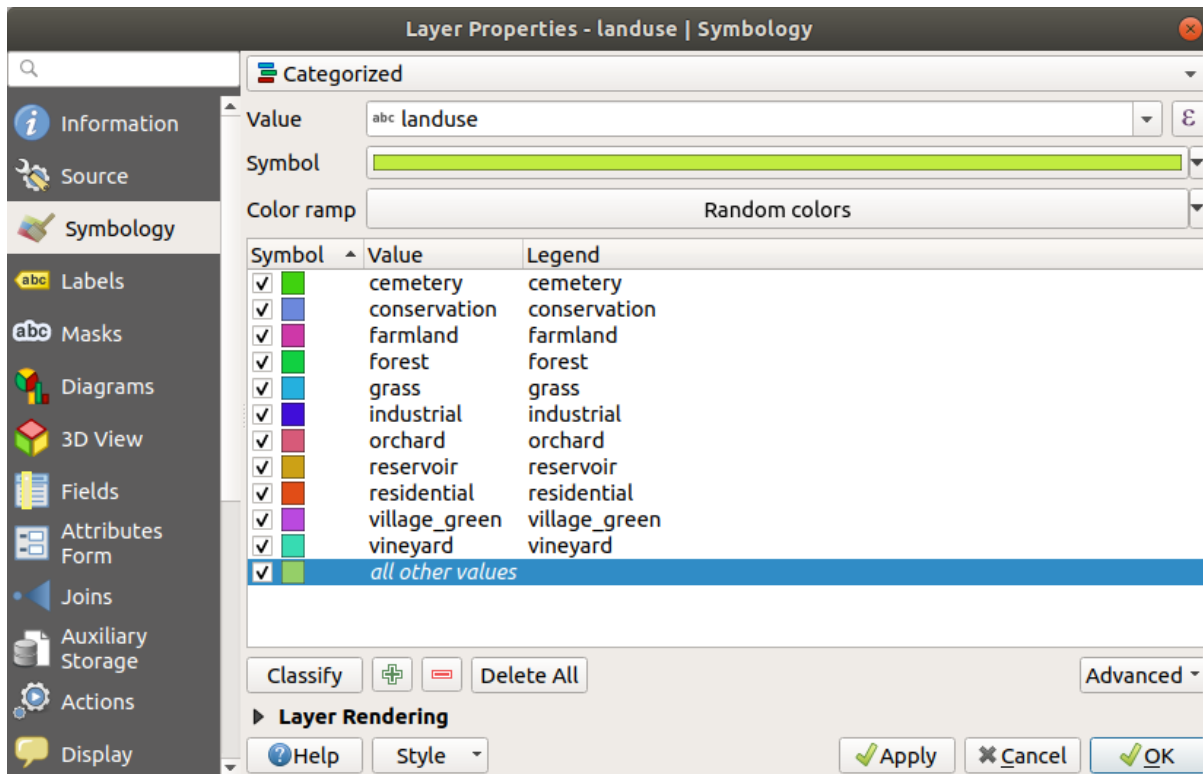 Layer Properties - landuse | Symbology
Information
Source
Symbology
abc Labels
abc Masks
Diagrams
3D View
Fields
Attributes
Form
Joins
Auxiliary
Storage
Actions
Display
Categorized
Value abc landuse ε
Symbol
Color ramp Random colors
Symbol Value Legend
cemetery cemetery
conservation conservation
farmland farmland
forest forest
grass grass
industrial industrial
orchard orchard
reservoir reservoir
residential residential
village_green village_green
vineyard vineyard
all other values
Classify Delete All Advanced
Layer Rendering
Help Style Apply Cancel OK